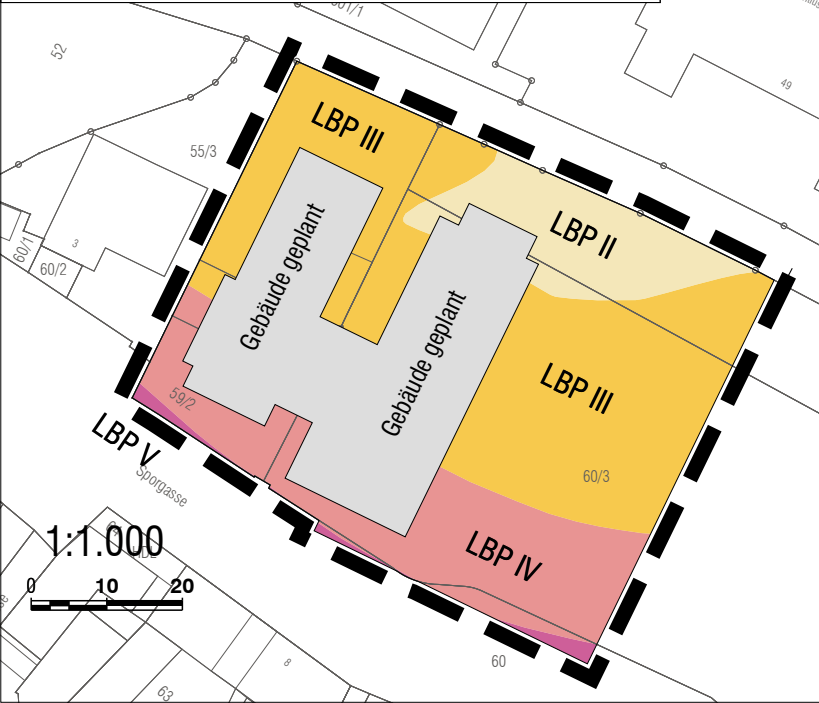 52
49
LBP III
55/3
LBP II
60/1
3
60/2
Gebäude geplant
Gebäude geplant
LBP III
59/2
LBP V
60/3
Sporgasse
1:1.000
LBP IV
0 10 20
60
8
63